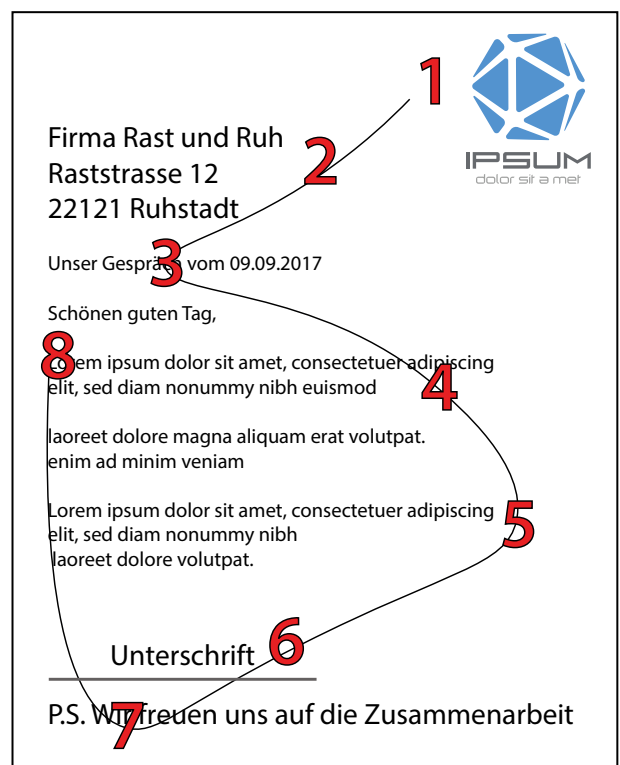 1
IPSUM
dolor sit a met
Firma Rast und Ruh
2
Raststrasse 12
22121 Ruhstadt
3
Unser Gespräch vom 09.09.2017
Schönen guten Tag,
8
Lorem ipsum dolor sit amet, consectetuer adipiscing
elit, sed diam nonummy nibh euismod
4
laoreet dolore magna aliquam erat volutpat.
enim ad minim veniam
Lorem ipsum dolor sit amet, consectetuer adipiscing
5
elit, sed diam nonummy nibh
laoreet dolore volutpat.
6
Unterschrift
P.S. Wir freuen uns auf die Zusammenarbeit
7